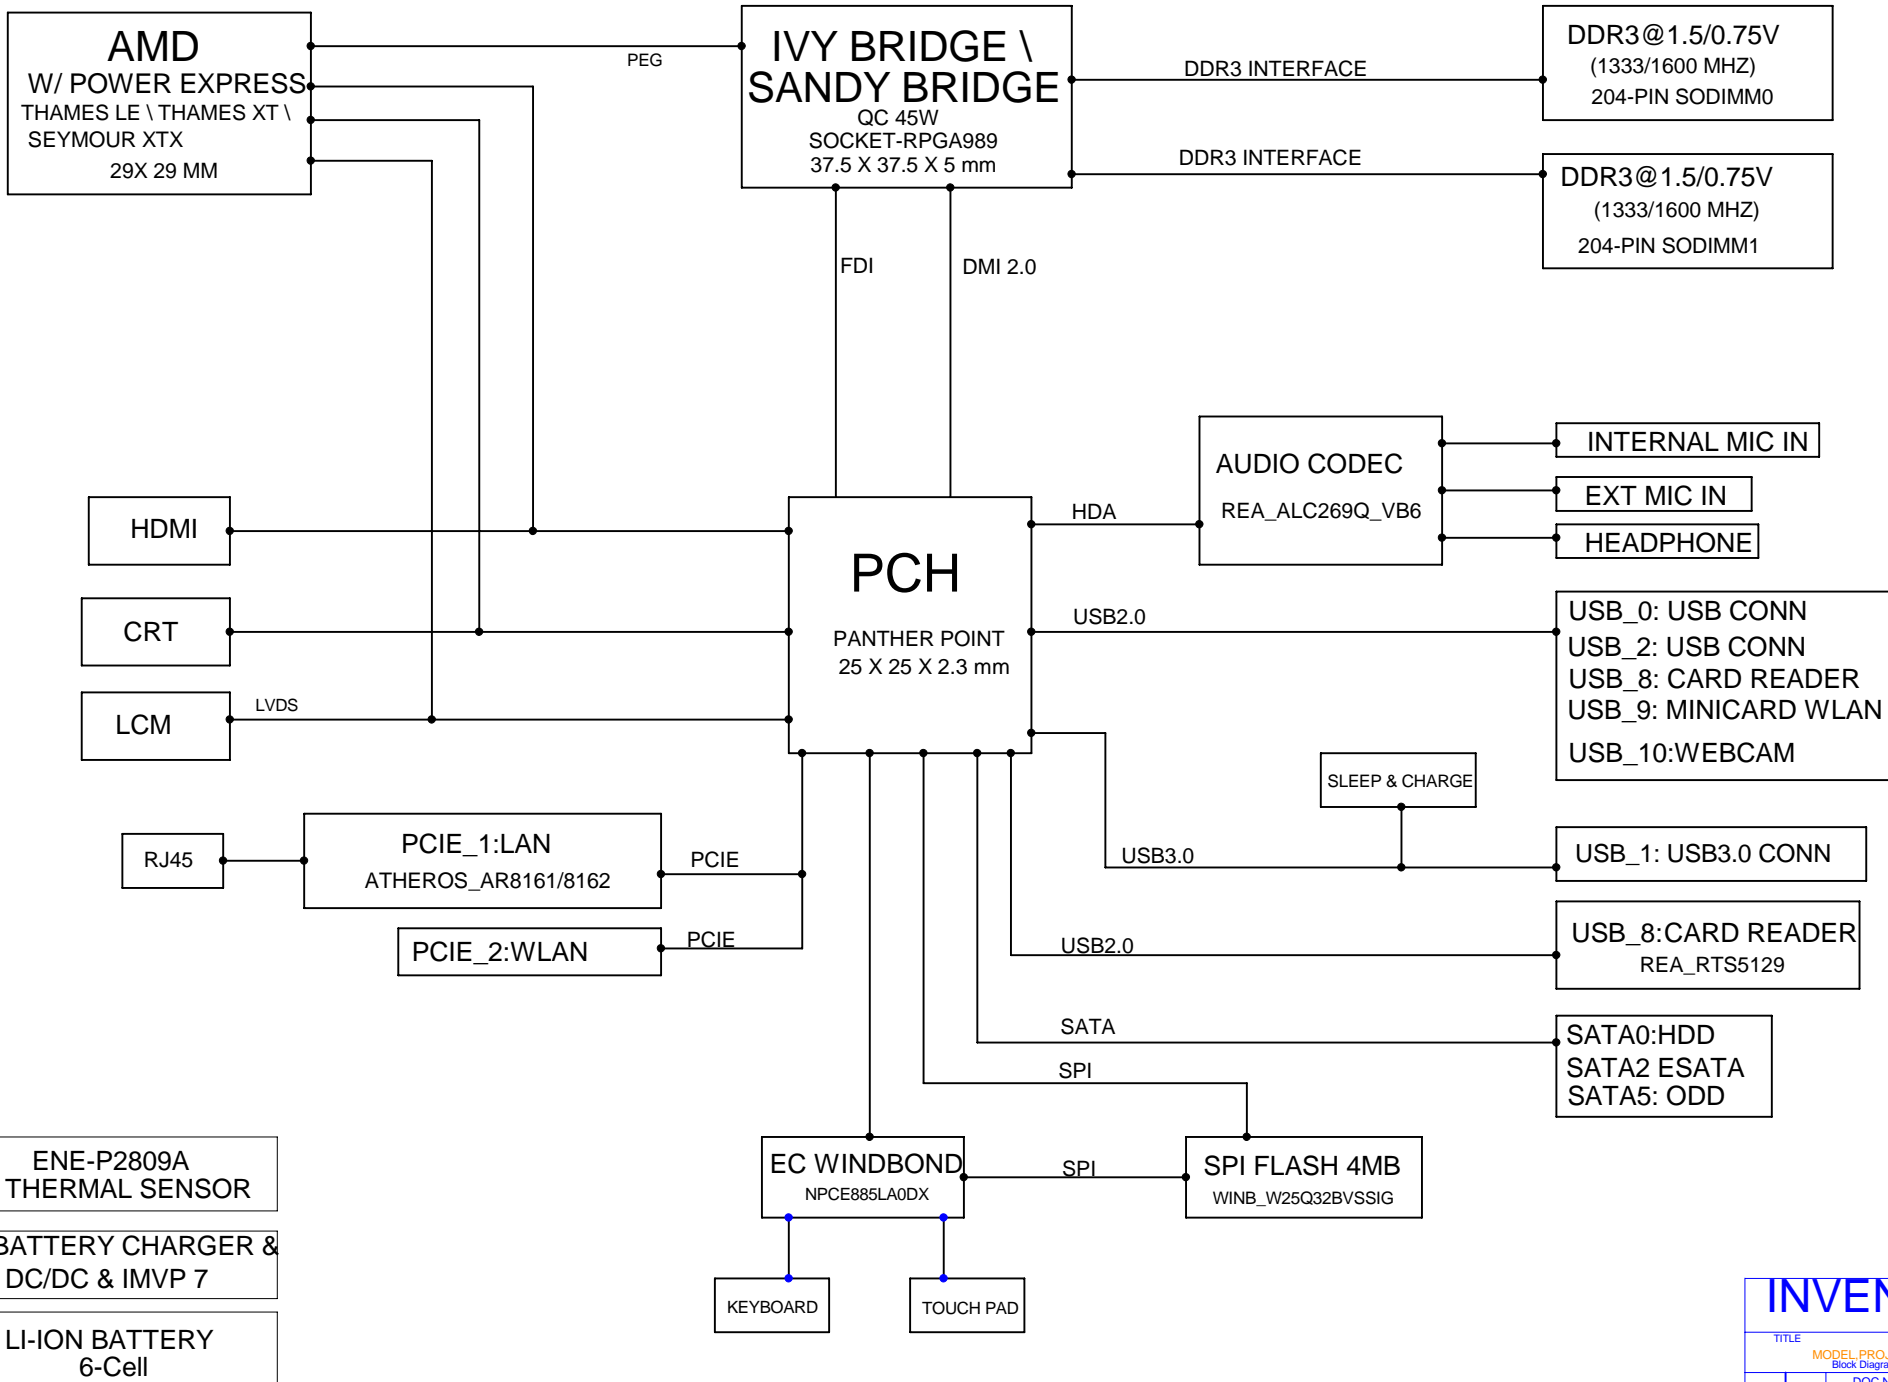 AMD
W/ POWER EXPRESS
THAMES LE \ THAMES XT \
SEYMOUR XTX
29X 29 MM
PEG
IVY BRIDGE \
SANDY BRIDGE
QC 45W
SOCKET-RPGA989
37.5 X 37.5 X 5 mm
DDR3 INTERFACE
DDR3@1.5/0.75V
(1333/1600 MHZ)
204-PIN SODIMM0
DDR3 INTERFACE
DDR3@1.5/0.75V
(1333/1600 MHZ)
204-PIN SODIMM1
FDI
DMI 2.0
HDMI
CRT
LCM
LVDS
PCH
PANTHER POINT
25 X 25 X 2.3 mm
HDA
AUDIO CODEC
REA_ALC269Q_VB6
INTERNAL MIC IN
EXT MIC IN
HEADPHONE
USB2.0
USB_0: USB CONN
USB_2: USB CONN
USB_8: CARD READER
USB_9: MINICARD WLAN
USB_10:WEBCAM
SLEEP & CHARGE
USB3.0
USB_1: USB3.0 CONN
RJ45
PCIE_1:LAN
ATHEROS_AR8161/8162
PCIE
PCIE_2:WLAN
PCIE
USB2.0
USB_8:CARD READER
REA_RTS5129
SATA
SATA0:HDD
SATA2 ESATA
SATA5: ODD
SPI
EC WINDBOND
NPCE885LA0DX
SPI
SPI FLASH 4MB
WINB_W25Q32BVSSIG
KEYBOARD
TOUCH PAD
ENE-P2809A
THERMAL SENSOR
BATTERY CHARGER &
DC/DC & IMVP 7
LI-ION BATTERY
6-Cell
INVEN
TITLE
MODEL,PROJ
Block Diagra
DOC N